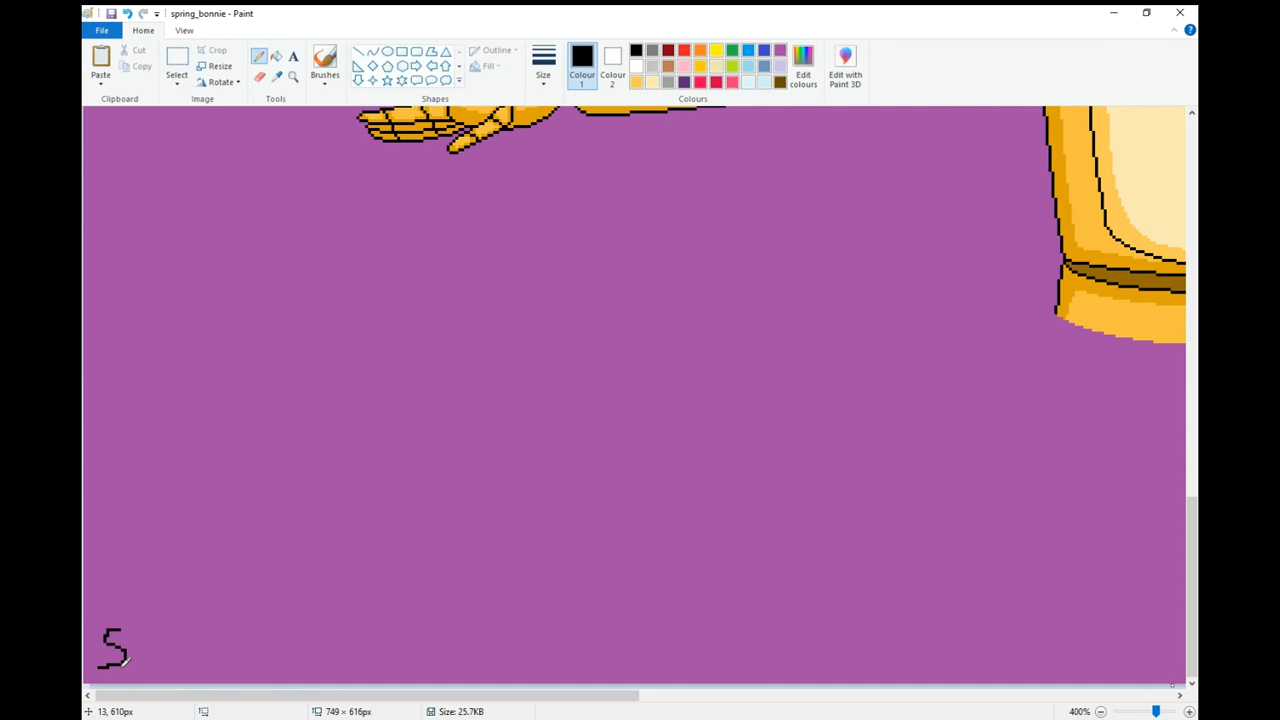 spring_bonnie - Paint
File Home View
Paste
Cut
Copy
Clipboard
Select
Crop
Resize
Rotate
Image
Tools
Brushes
Shapes
Outline
Fill
Size
Colour 1
Colour 2
Edit colours
Edit with Paint 3D
Colours
S
13, 610px
749 × 616px
Size: 25.7KB
400%